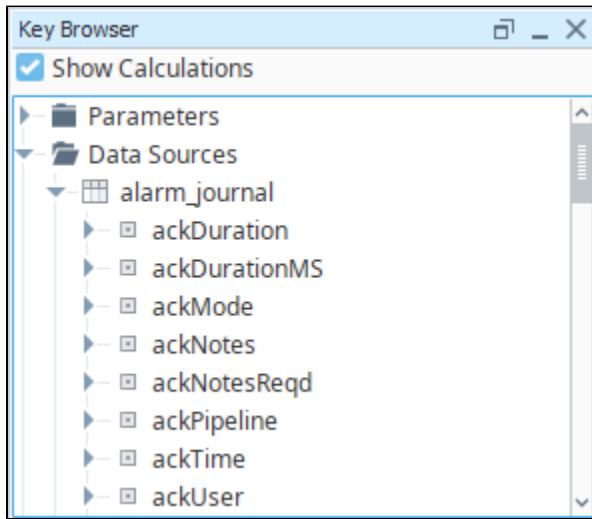 Key Browser
Show Calculations
Parameters
Data Sources
alarm_journal
ackDuration
ackDurationMS
ackMode
ackNotes
ackNotesReqd
ackPipeline
ackTime
ackUser